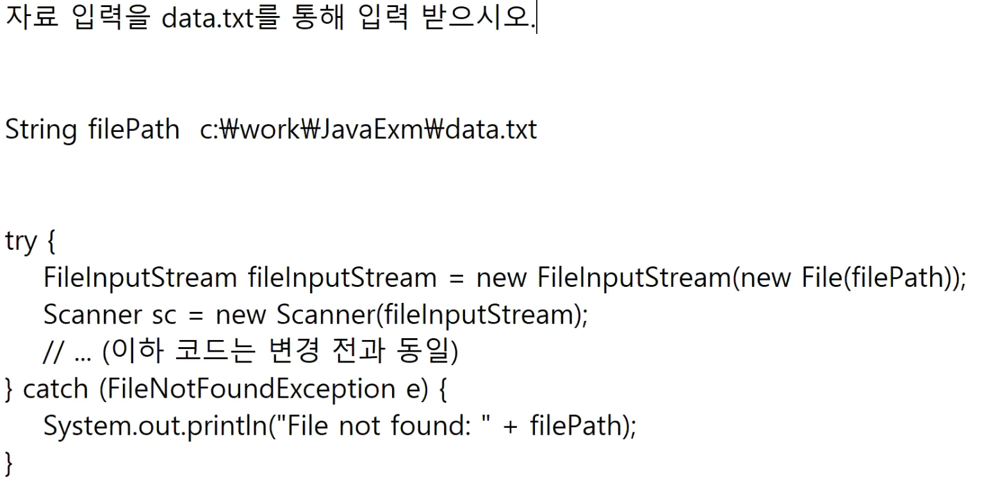 자료 입력을 data.txt를 통해 입력 받으시오.
String filePath  c:₩work₩JavaExm₩data.txt
try {
    FileInputStream fileInputStream = new FileInputStream(new File(filePath));
    Scanner sc = new Scanner(fileInputStream);
    // ... (이하 코드는 변경 전과 동일)
} catch (FileNotFoundException e) {
    System.out.println("File not found: " + filePath);
}